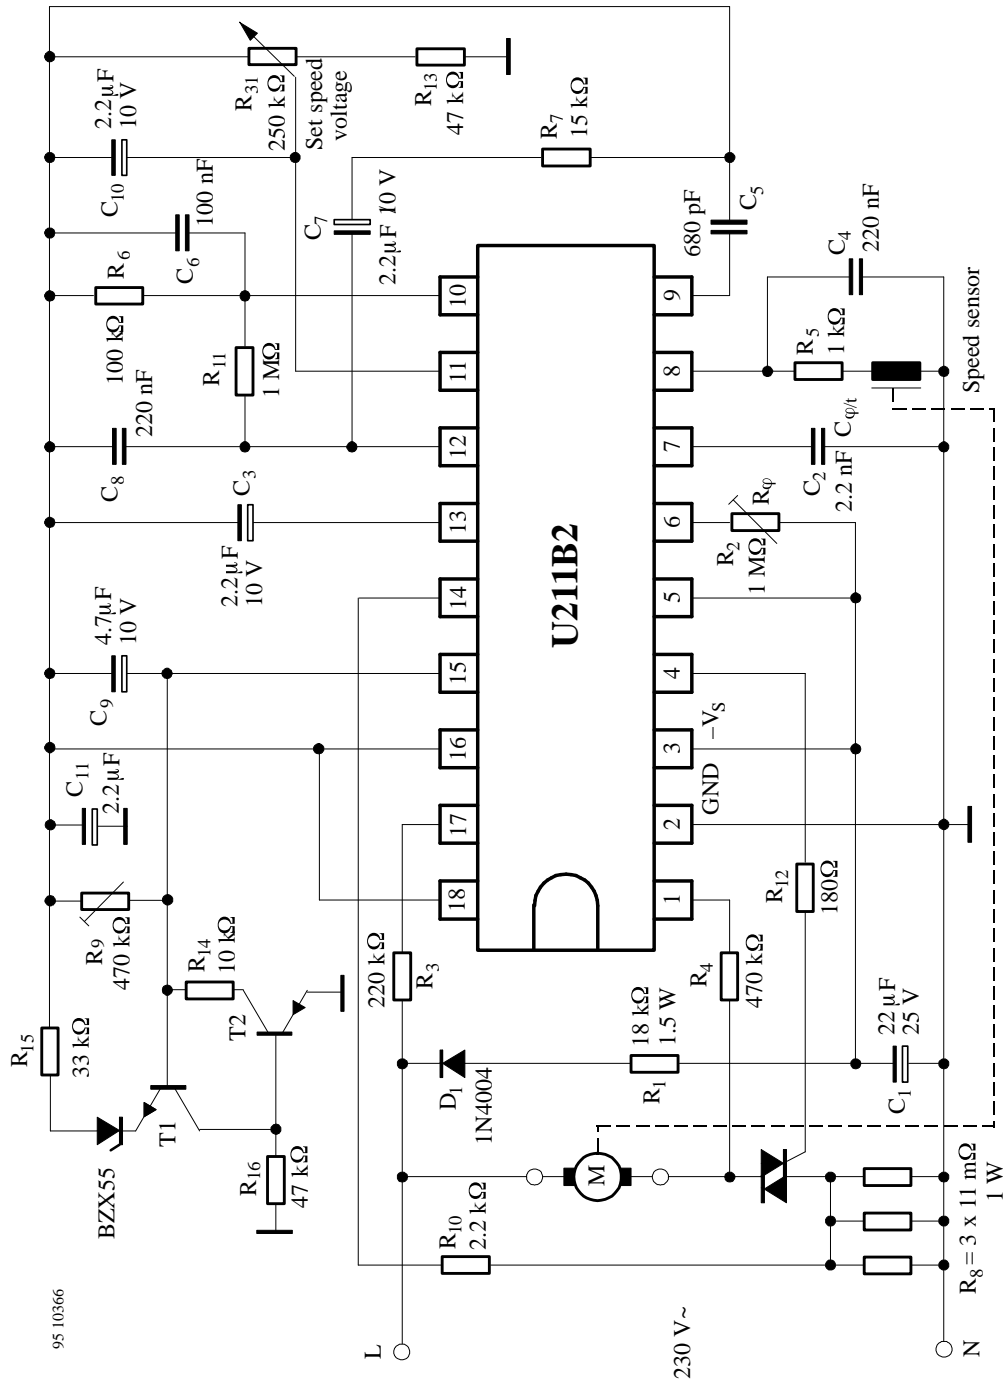 95 10366
L
230 V~
N
R₁₀
2.2 kΩ
R₁₆
47 kΩ
BZX55
T1
T2
R₁₅
33 kΩ
R₉
470 kΩ
R₁₄
10 kΩ
C₁₁
2.2µF
C₉
4.7µF
10 V
C₃
2.2µF
10 V
C₈
220 nF
R₆
100 kΩ
R₁₁
1 MΩ
C₆
100 nF
C₁₀
2.2µF
10 V
R₃₁
250 kΩ
Set speed
voltage
R₁₃
47 kΩ
C₇
2.2µF 10 V
R₇
15 kΩ
220 kΩ
R₃
D₁
1N4004
18 kΩ
1.5 W
R₁
M
R₄
470 kΩ
18
17
16
15
14
13
12
11
10
U211B2
1
2
3
4
5
6
7
8
9
GND
–Vₛ
R₁₂
180Ω
R₂
1 MΩ
Rφ
C₂
2.2 nF
Cφ/t
R₅
1 kΩ
680 pF
C₅
C₄
220 nF
Speed sensor
22 µF
25 V
C₁
R₈ = 3 x 11 mΩ
1 W